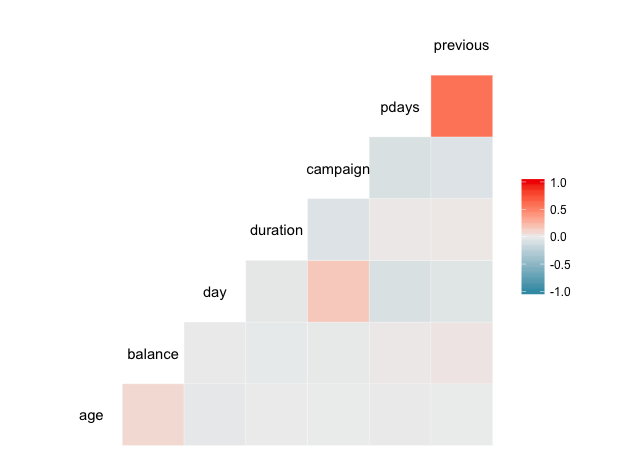 previous
pdays
campaign
duration
day
balance
age
1.0
0.5
0.0
-0.5
-1.0